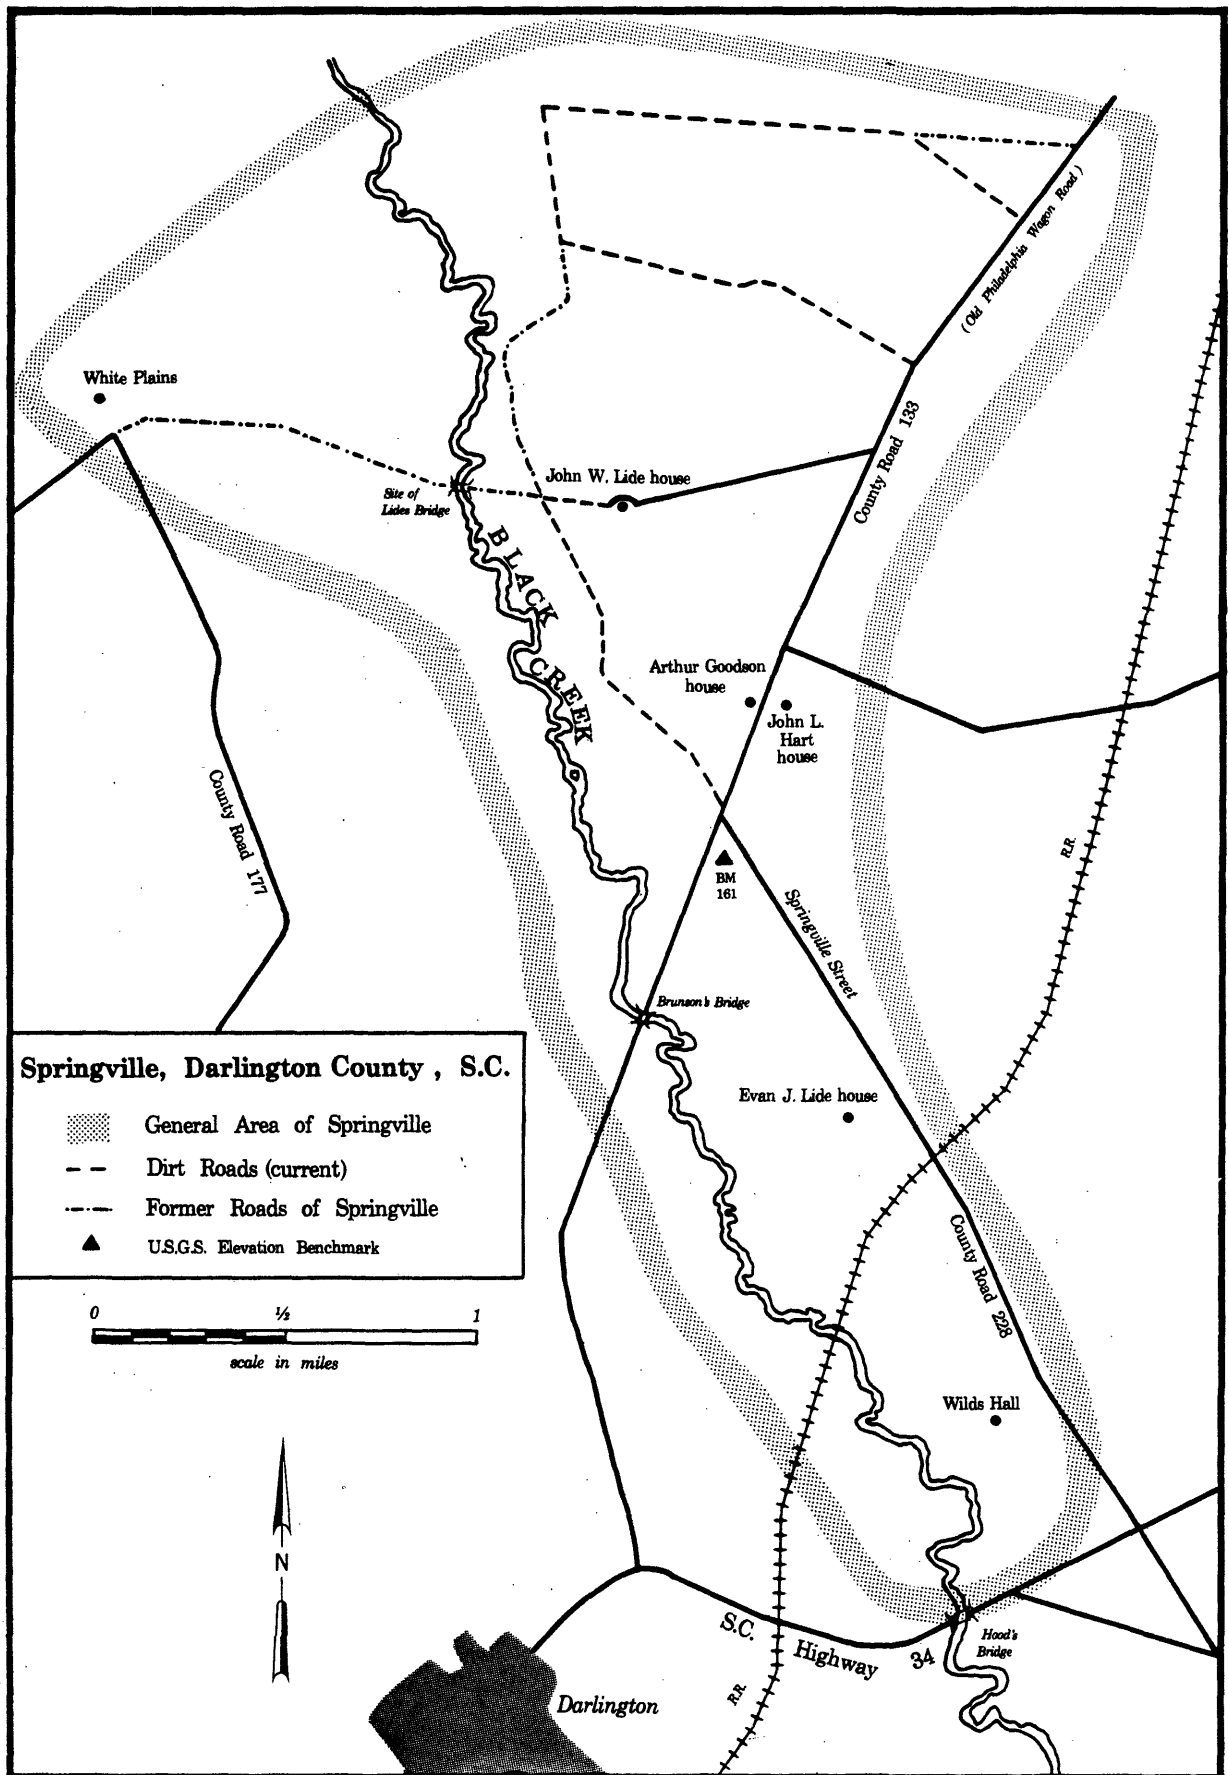 (Old Philadelphia Wagon Road)
White Plains
County Road 133
John W. Lide house
Site of
Lides Bridge
BLACK
CREEK
Arthur Goodson
house
John L.
Hart
house
County Road 177
R.R.
BM
161
Springville Street
Brunson's Bridge
Springville, Darlington County, S.C.
General Area of Springville
Dirt Roads (current)
Former Roads of Springville
U.S.G.S. Elevation Benchmark
Evan J. Lide house
County Road 228
0 ½ 1
scale in miles
Wilds Hall
N
S.C. Highway 34
Hood's
Bridge
R.R.
Darlington